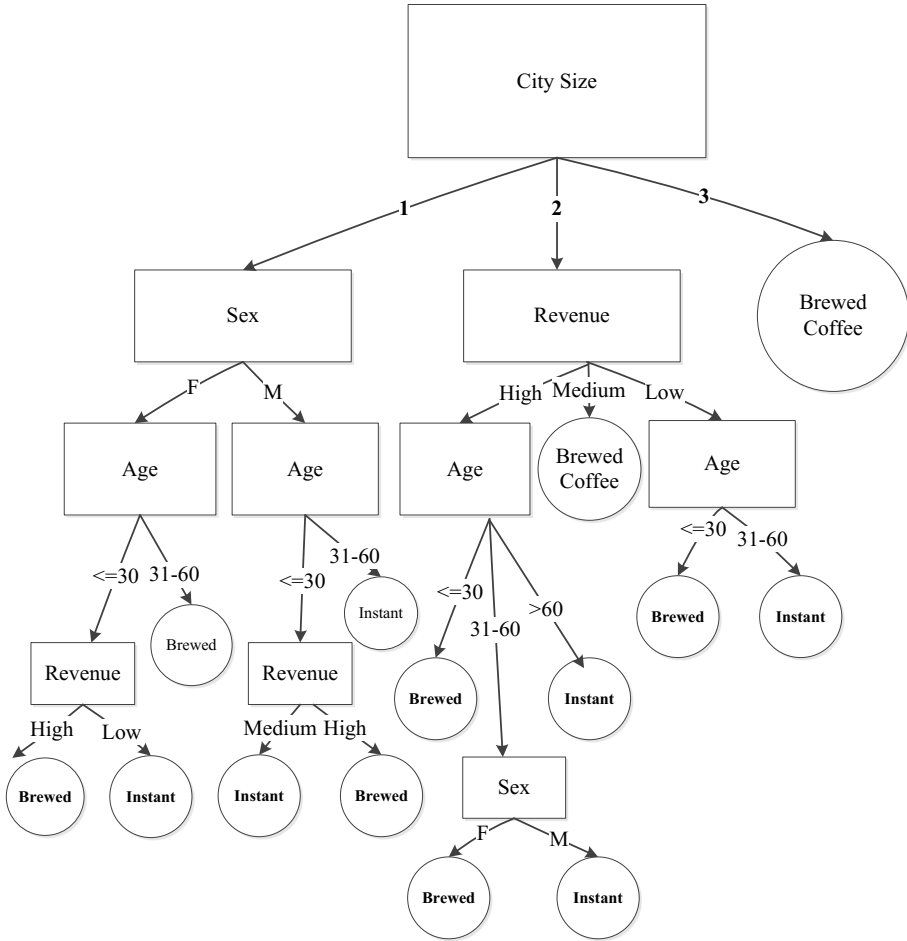 City Size
1
2
3
Sex
Revenue
Brewed
Coffee
F
M
High
Medium
Low
Age
Age
Age
Brewed
Coffee
Age
<=30
31-60
<=30
31-60
<=30
31-60
>60
<=30
31-60
Brewed
Instant
Brewed
Instant
Revenue
Revenue
Brewed
Instant
High
Low
Medium
High
Brewed
Instant
Instant
Brewed
Sex
F
M
Brewed
Instant